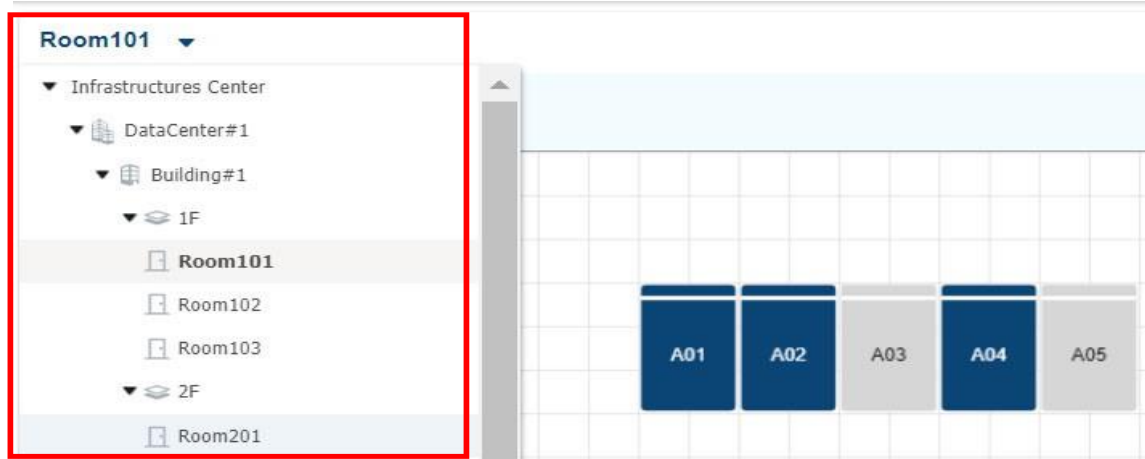 Room101
Infrastructures Center
DataCenter#1
Building#1
1F
Room101
Room102
Room103
2F
Room201
A01 A02 A03 A04 A05